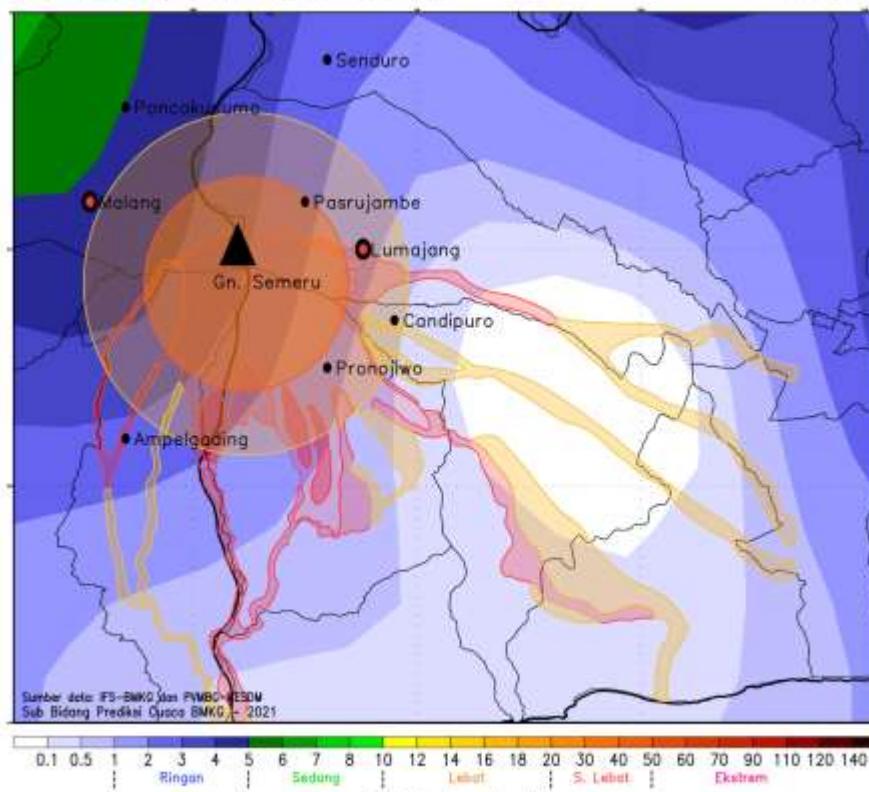 Senduro
Poncokusumo
Malang
Pasrujambe
Lumajang
Gn. Semeru
Candipuro
Pronojiwo
Ampelgading
Sumber data: IFS-BMKG dan PVMBG-KESDM
Sub Bidang Prediksi Cuaca BMKG - 2021
0.1 0.5 1 2 3 4 5 6 7 8 10 12 14 16 18 20 30 40 50 60 70 90 110 120 140
Ringan Sedang Lebat S. Lebat Ekstrem